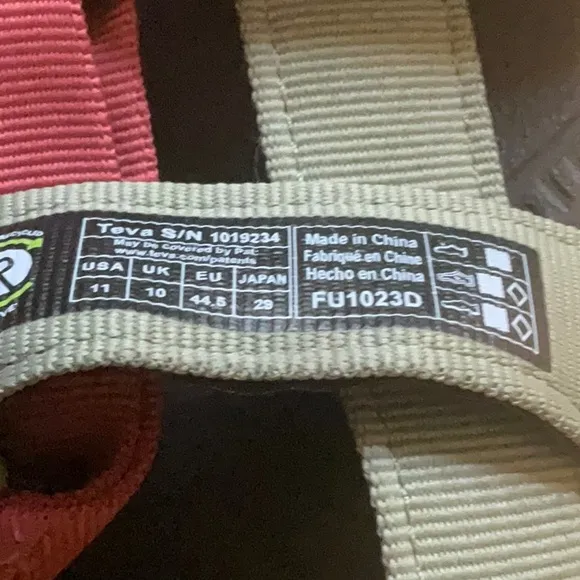 Teva S/N 1019234
May be covered by Pat.
www.teva.com/patents
USA UK EU JAPAN
11 10 44.5 29
Made in China
Fabriqué en Chine
Hecho en China
FU1023D